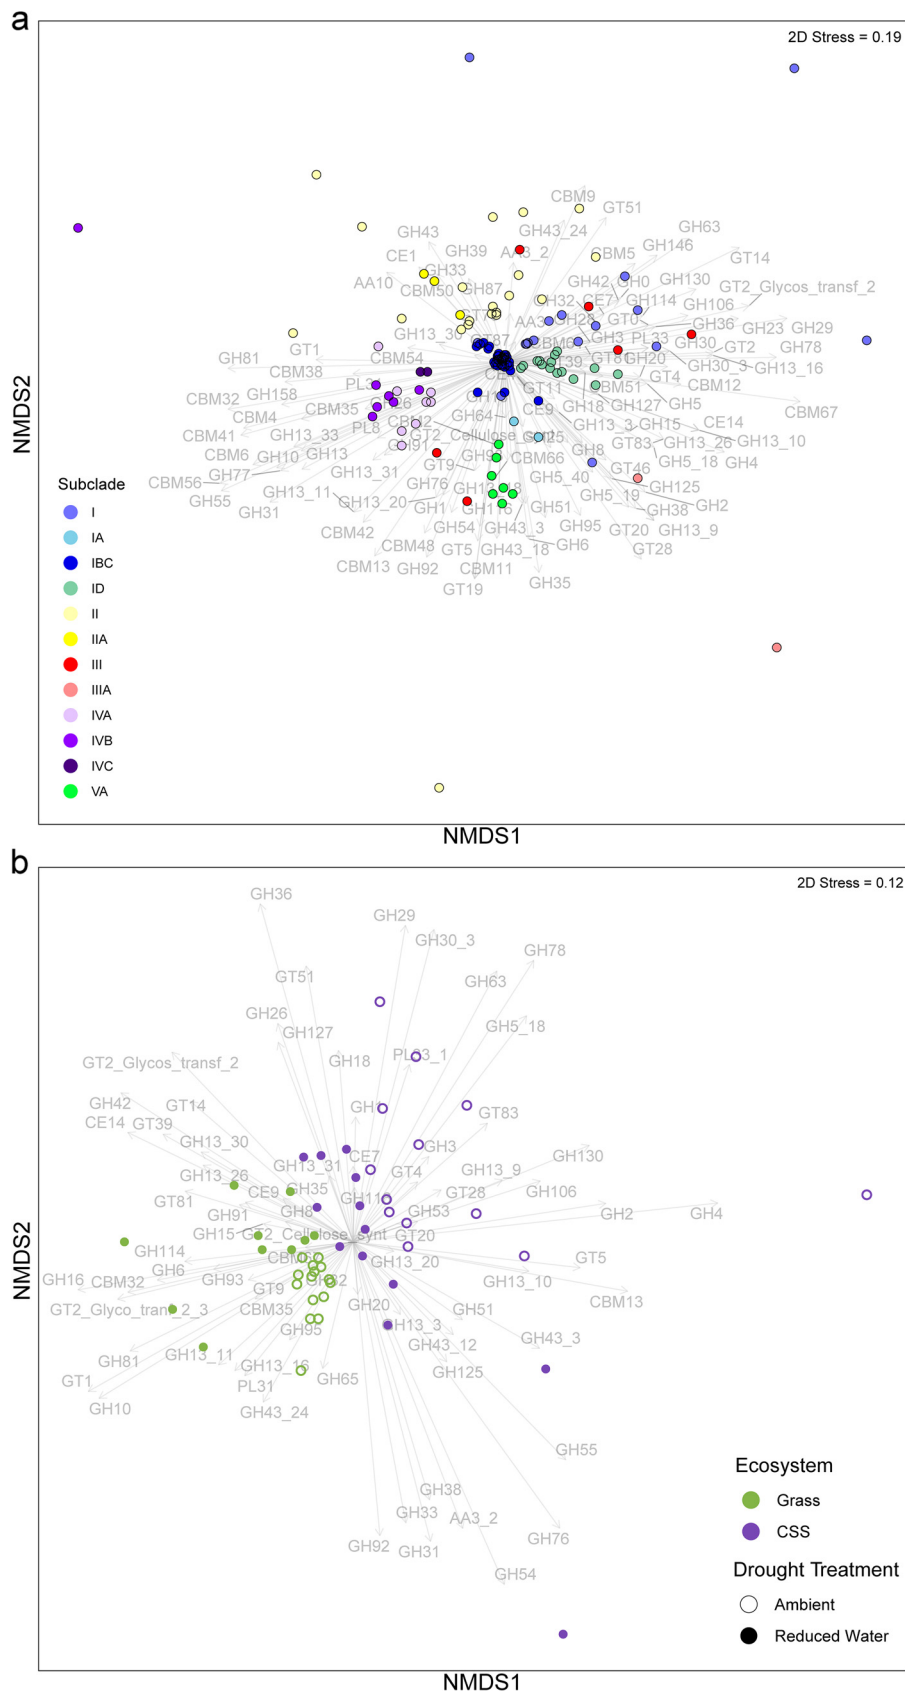 a
2D Stress = 0.19
CBM9
GT51
GH43
GH43_24
GH63
CE1
GH39
AA3_2
CBM5
GH146
GT14
AA10
GH33
CBM50
GH87
GH42
GH0
GH130
GT2_Glycos_transf_2
GH32
CE7
GH114
GH106
GH13_30
AA3
GH28
GT0
GH36
GH23
GH29
GH81
GT1
CBM54
GH3
PL33
GH30
GT2
GH78
CBM38
GT39
GT81
GH20
GH30_3
GH13_16
CBM32
GH158
GT11
CBM51
GT4
CBM12
CBM4
CBM35
GH64
CE9
GH18
GH127
GH5
CBM67
CBM41
GH13_33
PL8
CBM2
GT2_Cellulose_synt
GH13_3
GH15
CE14
CBM6
GH10
GH13
GH91
GH8
GT83
GH13_26
GH13_10
GH77
GH13_31
GT9
CBM66
GH5_18
GH4
CBM56
GH13_11
GH76
GH5_40
GT46
GH125
GH55
GH31
GH13_20
GH1
GH51
GH5_19
GH38
GH2
CBM42
GH54
GH43_3
GH95
GT20
GH13_9
CBM48
GT5
GH43_18
GH6
GT28
CBM13
GH92
CBM11
GH35
GT19
NMDS2
Subclade
I
IA
IBC
ID
II
IIA
III
IIIA
IVA
IVB
IVC
VA
NMDS1
b
2D Stress = 0.12
GH36
GH29
GH30_3
GH78
GT51
GH63
GH26
GH127
GH5_18
GT2_Glycos_transf_2
GH18
PL33_1
GH42
GT14
GT83
CE14
GT39
GH13_30
GH3
GH13_31
CE7
GH130
GH13_26
CE9
GH35
GT4
GH13_9
GT81
GH106
GT28
GH91
GH8
GH53
GH2
GH4
GH15
GT2_Cellulose_synt
GT20
GH114
GH13_20
GT5
GH6
GH93
GH13_10
GH16
CBM32
GT9
CBM13
GT2_Glyco_tranf_2_3
CBM35
GH20
GH51
GH95
GH13_3
GH43_3
GH81
GH13_11
GH43_12
GT1
GH13_16
GH65
GH125
PL31
GH10
GH43_24
GH55
GH38
GH33
AA3_2
GH76
GH92
GH31
GH54
NMDS2
Ecosystem
Grass
CSS
Drought Treatment
Ambient
Reduced Water
NMDS1